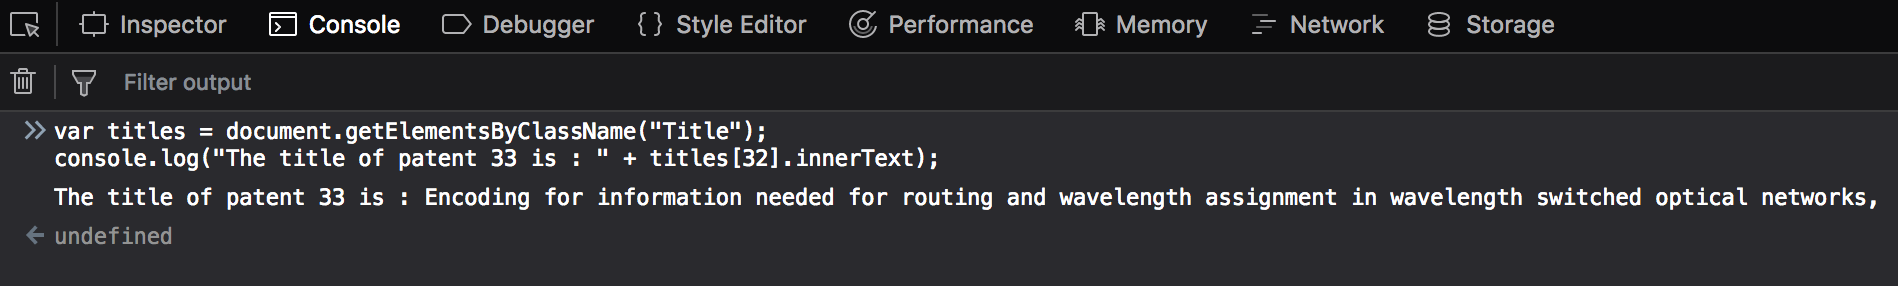 Inspector Console Debugger { } Style Editor Performance Memory Network Storage
Filter output
» var titles = document.getElementsByClassName("Title");
console.log("The title of patent 33 is : " + titles[32].innerText);
The title of patent 33 is : Encoding for information needed for routing and wavelength assignment in wavelength switched optical networks,
← undefined